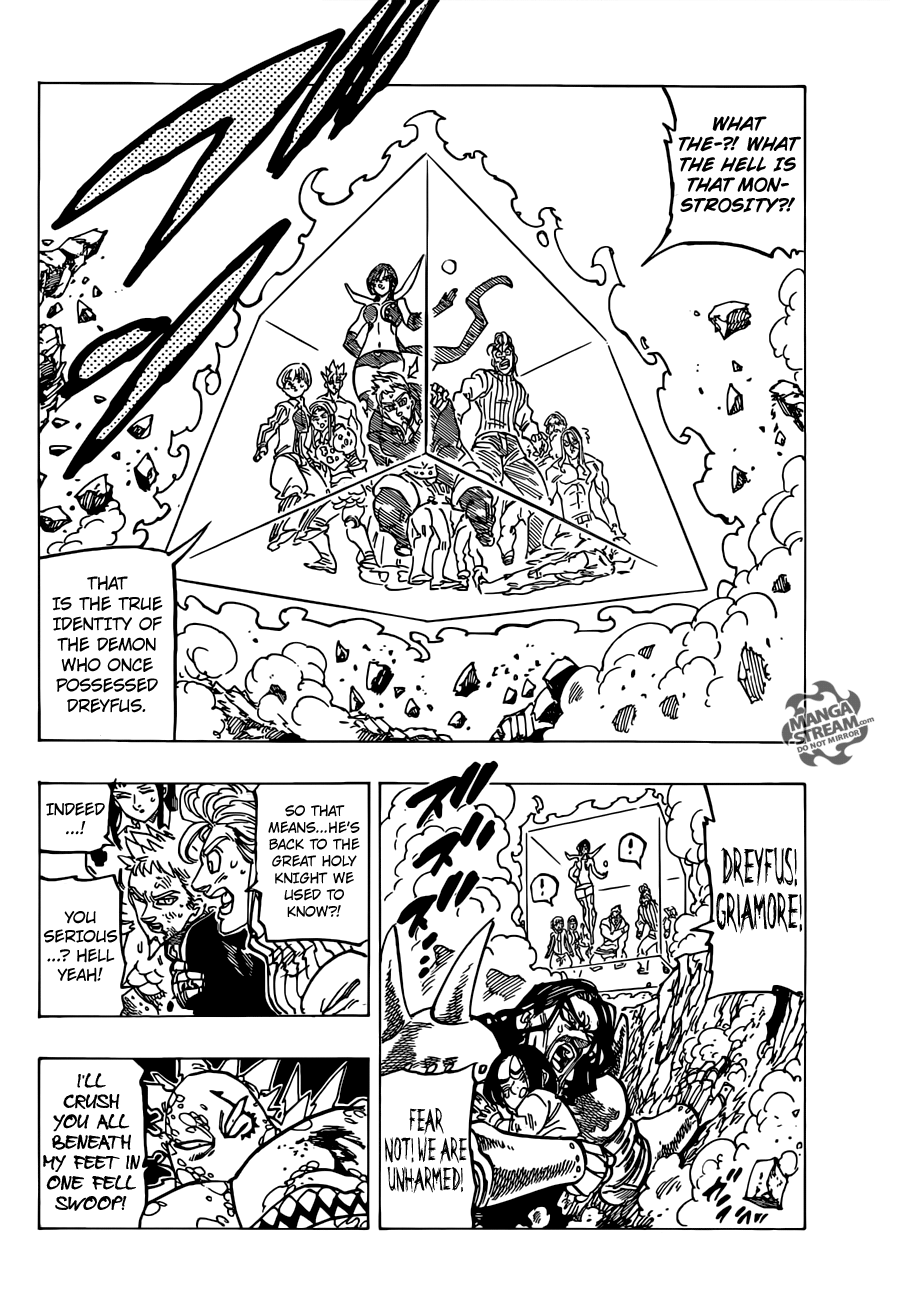 WHAT
THE-?! WHAT
THE HELL IS
THAT MON-
STROSITY?!
THAT
IS THE TRUE
IDENTITY OF
THE DEMON
WHO ONCE
POSSESSED
DREYFUS.
MANGA
STREAM.com
DO NOT MIRROR
DREYFUS!
GRIAMORE!
!
!
ズズズ…
FEAR
NOT! WE ARE
UNHARMED!
SO THAT
MEANS...HE'S
BACK TO THE
GREAT HOLY
KNIGHT WE
USED TO
KNOW?!
INDEED
...!
YOU
SERIOUS
...? HELL
YEAH!
I'LL
CRUSH
YOU ALL
BENEATH
MY FEET IN
ONE FELL
SWOOP!